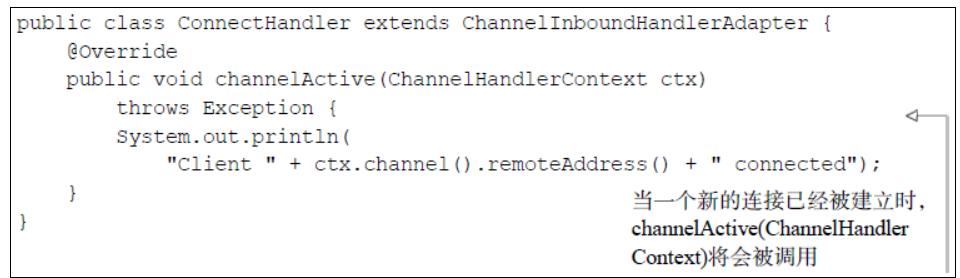 public class ConnectHandler extends ChannelInboundHandlerAdapter {
    @Override
    public void channelActive(ChannelHandlerContext ctx)
        throws Exception {
        System.out.println(
            "Client " + ctx.channel().remoteAddress() + " connected");
    }
}
当一个新的连接已经被建立时，
channelActive(ChannelHandler
Context)将会被调用